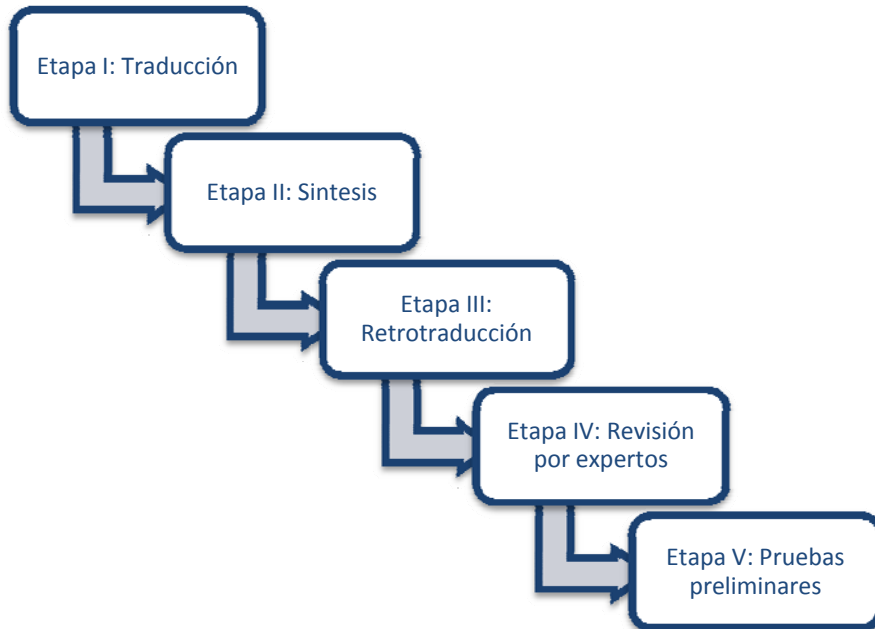 Etapa I: Traducción
Etapa II: Sintesis
Etapa III:
Retrotraducción
Etapa IV: Revisión
por expertos
Etapa V: Pruebas
preliminares